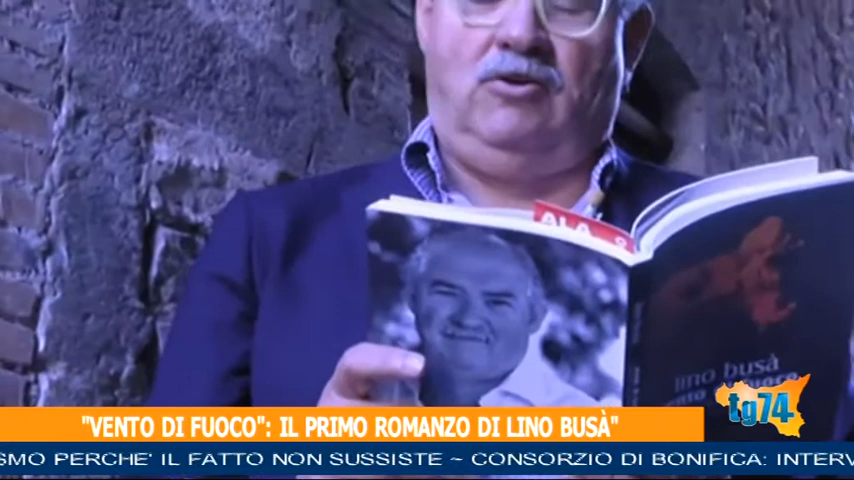 ALA
lino busà
"VENTO DI FUOCO": IL PRIMO ROMANZO DI LINO BUSÀ"
tg74
SMO PERCHE' IL FATTO NON SUSSISTE ~ CONSORZIO DI BONIFICA: INTERV